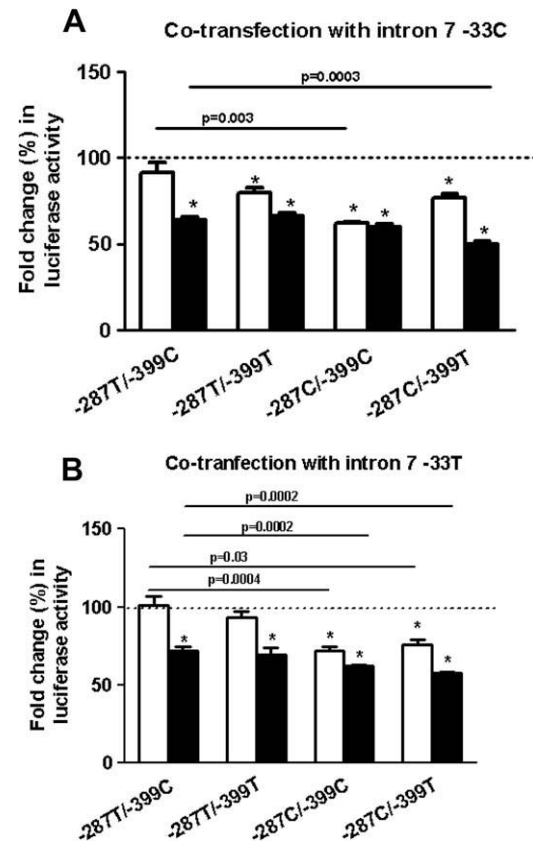 A
Co-transfection with intron 7 -33C
Fold change (%) in
luciferase activity
150
100
50
0
p=0.0003
p=0.003
*
*
*
*
*
*
*
-287T/-399C
-287T/-399T
-287C/-399C
-287C/-399T
B
Co-tranfection with intron 7 -33T
Fold change (%) in
luciferase activity
150
100
50
0
p=0.0002
p=0.0002
p=0.03
p=0.0004
*
*
*
*
*
*
-287T/-399C
-287T/-399T
-287C/-399C
-287C/-399T